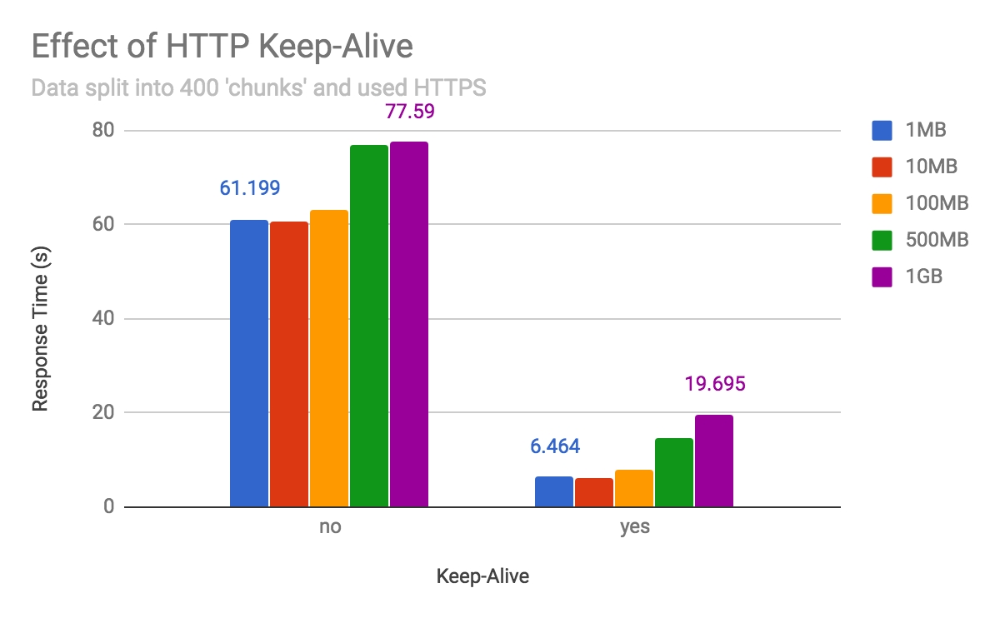 Effect of HTTP Keep-Alive
Data split into 400 'chunks' and used HTTPS
77.59
80
61.199
60
40
19.695
20
6.464
0
Response Time (s)
no
yes
Keep-Alive
1MB
10MB
100MB
500MB
1GB